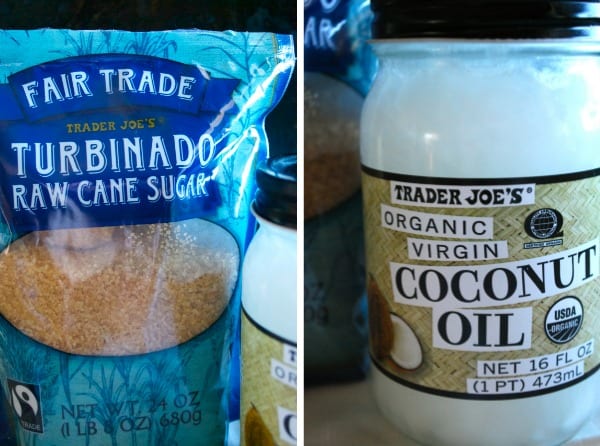 FAIR TRADE
TRADER JOE'S
TURBINADO
RAW CANE SUGAR
NET WT. 24 OZ
(1 LB 8 OZ) 680g
TRADE
TRADER JOE'S®
ORGANIC
VIRGIN
COCONUT
OIL
USDA
ORGANIC
NET 16 FL OZ
(1 PT) 473mL